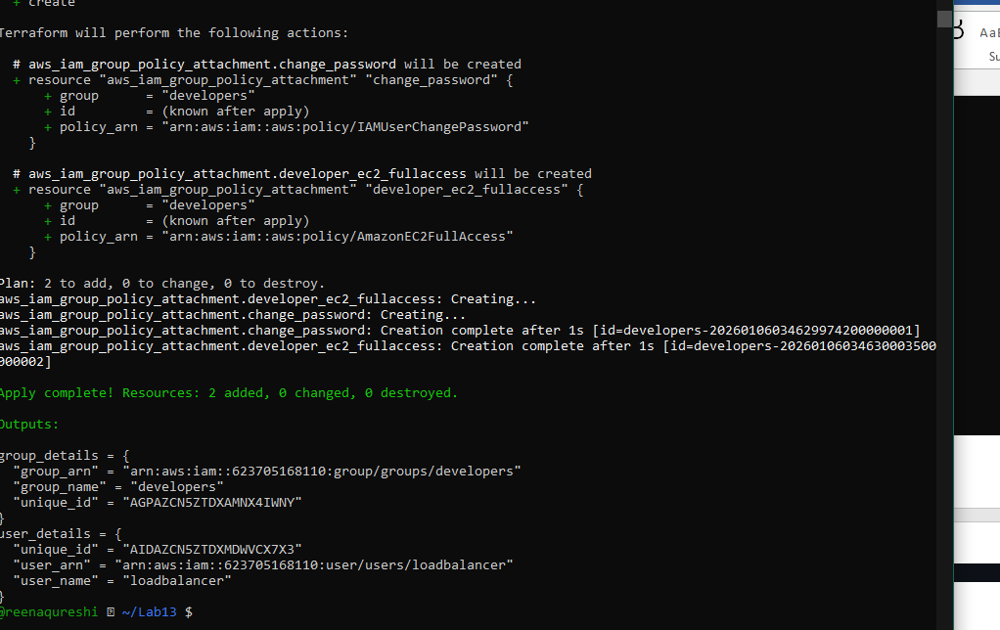 + create
Terraform will perform the following actions:
# aws_iam_group_policy_attachment.change_password will be created
+ resource "aws_iam_group_policy_attachment" "change_password" {
+ group      = "developers"
+ id         = (known after apply)
+ policy_arn = "arn:aws:iam::aws:policy/IAMUserChangePassword"
}
# aws_iam_group_policy_attachment.developer_ec2_fullaccess will be created
+ resource "aws_iam_group_policy_attachment" "developer_ec2_fullaccess" {
+ group      = "developers"
+ id         = (known after apply)
+ policy_arn = "arn:aws:iam::aws:policy/AmazonEC2FullAccess"
}
Plan: 2 to add, 0 to change, 0 to destroy.
aws_iam_group_policy_attachment.developer_ec2_fullaccess: Creating...
aws_iam_group_policy_attachment.change_password: Creating...
aws_iam_group_policy_attachment.change_password: Creation complete after 1s [id=developers-20260106034629974200000001]
aws_iam_group_policy_attachment.developer_ec2_fullaccess: Creation complete after 1s [id=developers-20260106034630003500
000002]
Apply complete! Resources: 2 added, 0 changed, 0 destroyed.
Outputs:
group_details = {
"group_arn" = "arn:aws:iam::623705168110:group/groups/developers"
"group_name" = "developers"
"unique_id" = "AGPAZCN5ZTDXAMNX4IWNY"
}
user_details = {
"unique_id" = "AIDAZCN5ZTDXMDWVCX7X3"
"user_arn" = "arn:aws:iam::623705168110:user/users/loadbalancer"
"user_name" = "loadbalancer"
}
@reenaqureshi ~/Lab13 $